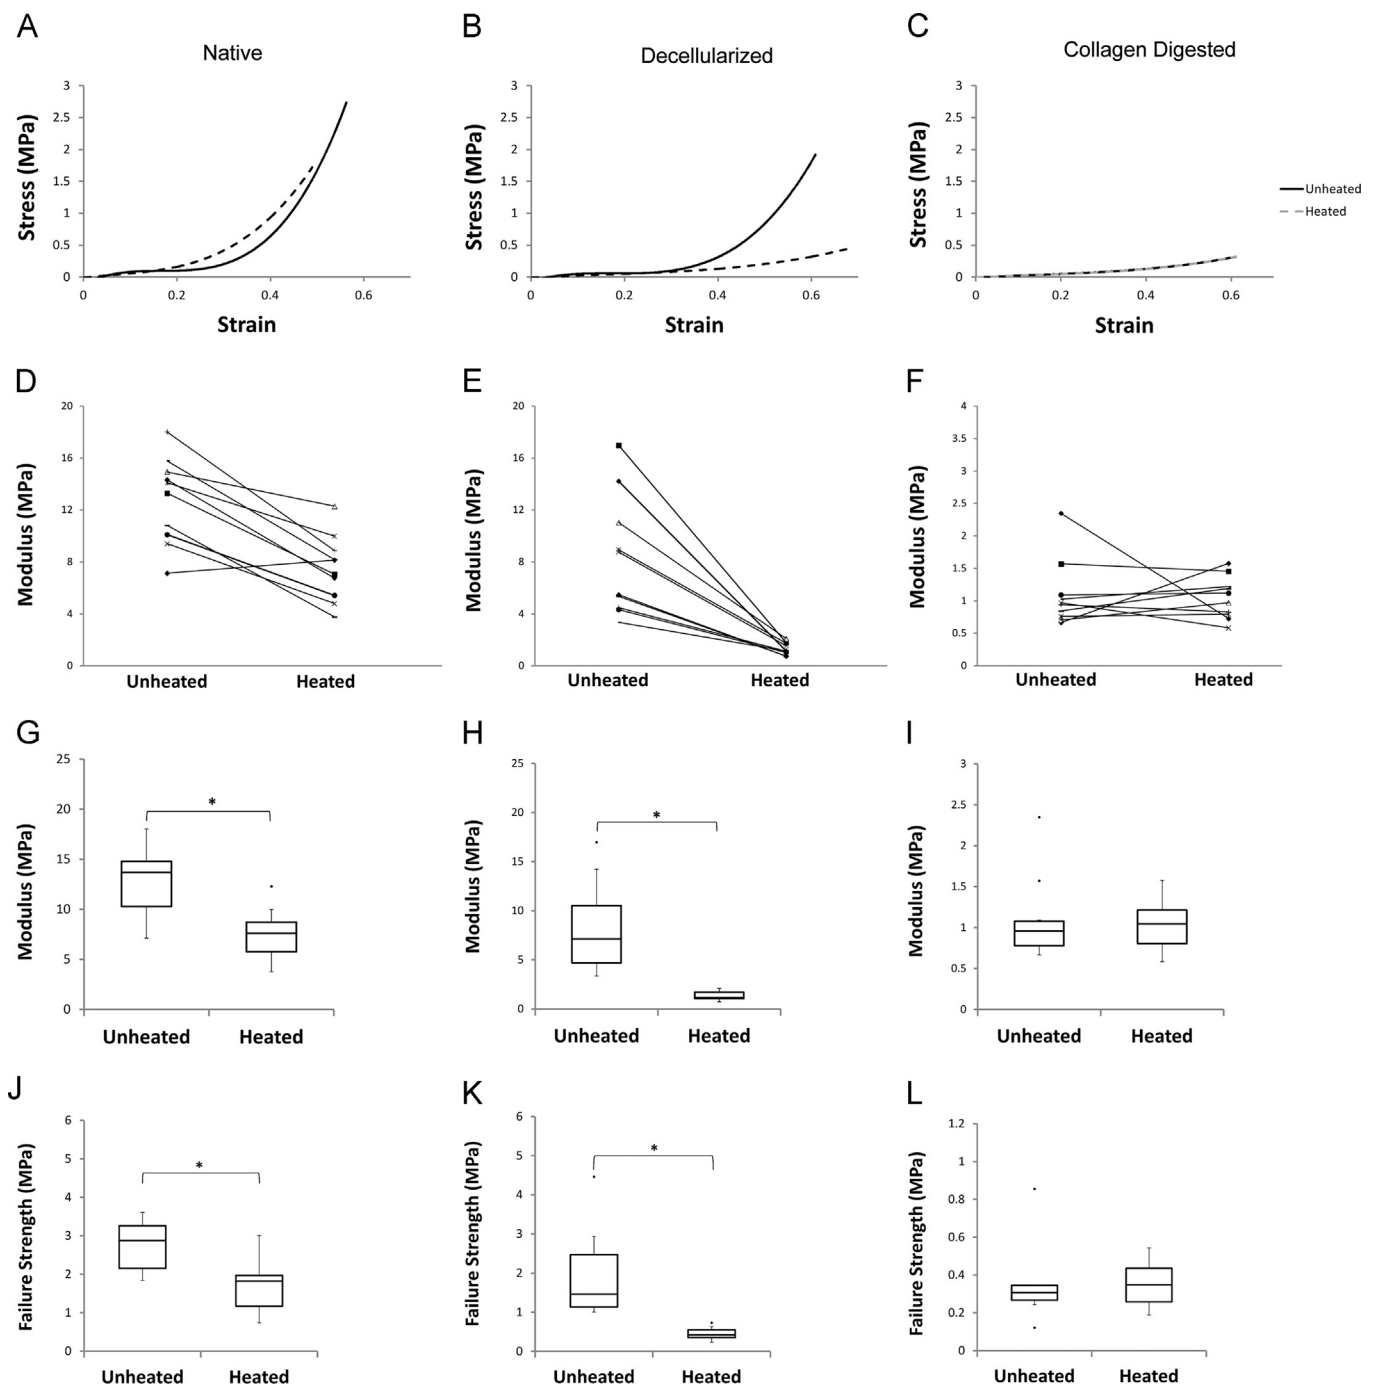 A
B
C
Native
Decellularized
Collagen Digested
Stress (MPa)
3
2.5
2
1.5
1
0.5
0
0
0.2
0.4
0.6
Strain
Stress (MPa)
3
2.5
2
1.5
1
0.5
0
0
0.2
0.4
0.6
Strain
Stress (MPa)
3
2.5
2
1.5
1
0.5
0
0
0.2
0.4
0.6
Strain
Unheated
Heated
D
Modulus (MPa)
20
16
12
8
4
0
Unheated
Heated
E
Modulus (MPa)
20
16
12
8
4
0
Unheated
Heated
F
Modulus (MPa)
4
3.5
3
2.5
2
1.5
1
0.5
0
Unheated
Heated
G
Modulus (MPa)
25
20
15
10
5
0
*
Unheated
Heated
H
Modulus (MPa)
25
20
15
10
5
0
*
Unheated
Heated
I
Modulus (MPa)
3
2.5
2
1.5
1
0.5
0
Unheated
Heated
J
Failure Strength (MPa)
6
5
4
3
2
1
0
*
Unheated
Heated
K
Failure Strength (MPa)
6
5
4
3
2
1
0
*
Unheated
Heated
L
Failure Strength (MPa)
1.2
1
0.8
0.6
0.4
0.2
0
Unheated
Heated